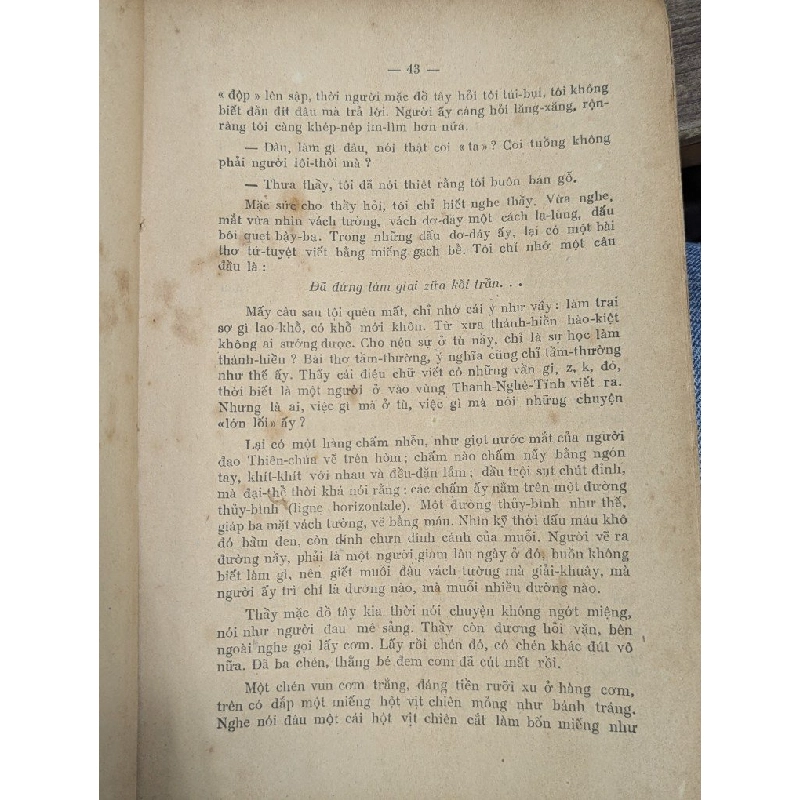 — 43 —
« độp » lên sập, thời người mặc đồ tây hỏi tôi túi-bụi, tôi không
biết đầu đít đâu mà trả lời. Người ấy càng hỏi lăng-xăng, rộn-
ràng tôi càng khép-nép im-lìm hơn nữa.
— Đâu, làm gì đâu, nói thật coi «ta» ? Coi tuồng không
phải người lôi-thôi mà ?
— Thưa thầy, tôi đã nói thiệt rằng tôi buôn bán gỗ.
Mặc sức cho thầy hỏi, tôi chỉ biết nghe thầy. Vừa nghe,
mắt vừa nhìn vách tường, vách dơ-dáy một cách lạ-lùng, dấu
bôi quẹt bậy-bạ. Trong những dấu dơ-dáy ấy, lại có một bài
thơ tứ-tuyệt viết bằng miếng gạch bể. Tôi chỉ nhớ một câu
đầu là :
Đã đứng làm giai zữa kõi trần. . .
Mấy câu sau tôi quên mất, chỉ nhớ cái ý như vầy : làm trai
sợ gì lao-khổ, có khổ mới khôn. Từ xưa thánh-hiền hào-kiệt
không ai sướng được. Cho nên sự ở tù nầy, chỉ là sự học làm
thánh-hiền ? Bài thơ tầm-thường, ý nghĩa cũng chỉ tầm-thường
như thế ấy. Thấy cái điệu chữ viết có những vần gi, z, k, đó,
thời biết là một người ở vào vùng Thanh-Nghệ-Tĩnh viết ra.
Nhưng là ai, việc gì mà ở tù, việc gì mà nói những chuyện
«lớn lối» ấy ?
Lại có một hàng chấm nhểu, như giọt nước mắt của người
đạo Thiên-chúa vẽ trên hòm ; chấm nào chấm nấy bằng ngón
tay, khít-khít với nhau và đều-đặn lắm ; dầu trội sụt chút đỉnh,
mà đại-thể thời khá nói rằng : các chấm ấy nằm trên một đường
thủy-bình (ligne horizontale). Một đường thủy-bình như thế,
giáp ba mặt vách tường, vẽ bằng máu. Nhìn kỹ thời dấu máu khô
đỏ bầm đen, còn dính chưn dính cánh của muỗi. Người vẽ ra
đường nầy, phải là một người giam lâu ngày ở đó, buồn không
biết làm gì, nên giết muỗi đâu vách tường mà giải-khuây, mà
người ấy trì chí là dường nào, mà muỗi nhiều dường nào.
Thầy mặc đồ tây kia thời nói chuyện không ngớt miệng,
nói như người đau mê sảng. Thầy còn đương hỏi vặn, bên
ngoài nghe gọi lấy cơm. Lấy rồi chén đó, có chén khác đút vô
nữa. Đã ba chén, thằng bé đem cơm đã cút mất rồi.
Một chén vun cơm trắng, đáng tiền rưỡi xu ở hàng cơm,
trên có đắp một miếng hột vịt chiên mỏng như bánh tráng.
Nghe nói đâu một cái hột vịt chiên cắt làm bốn miếng như